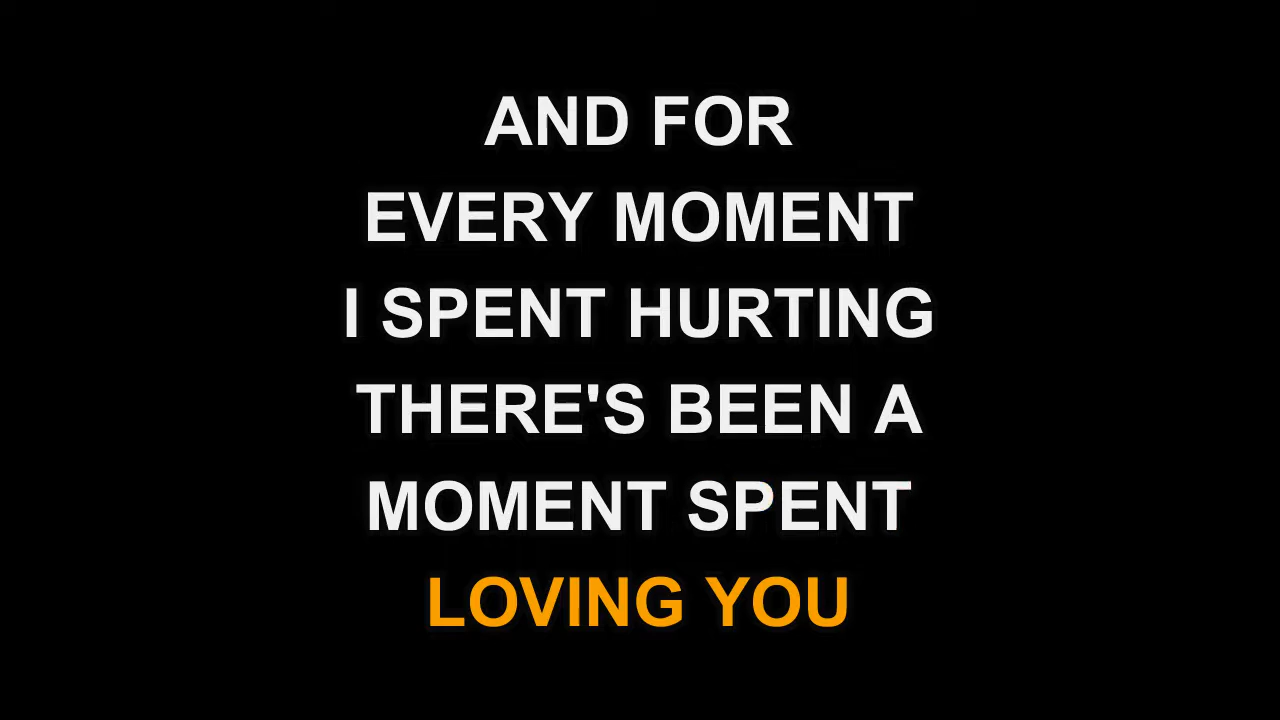 AND FOR
EVERY MOMENT
I SPENT HURTING
THERE'S BEEN A
MOMENT SPENT
LOVING YOU